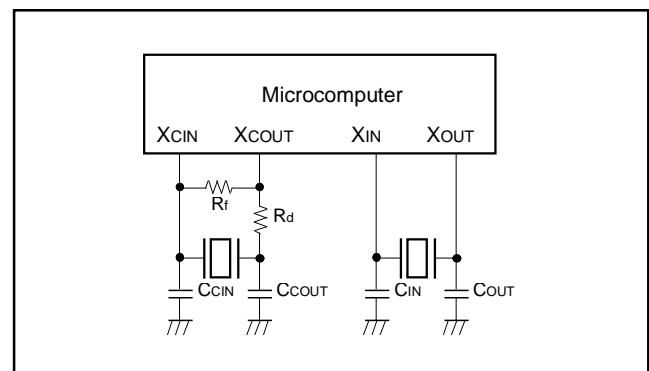 Microcomputer
XCIN XCOUT XIN XOUT
Rf
Rd
CCIN CCOUT CIN COUT